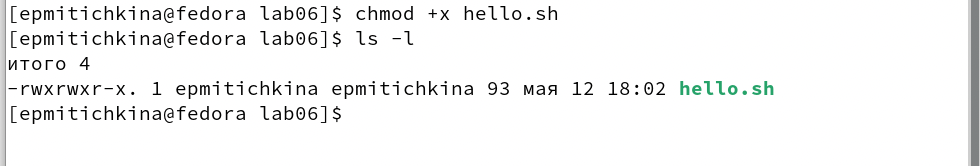 [epmitichkina@fedora lab06]$ chmod +x hello.sh
[epmitichkina@fedora lab06]$ ls -l
итого 4
-rwxrwxr-x. 1 epmitichkina epmitichkina 93 мая 12 18:02 hello.sh
[epmitichkina@fedora lab06]$